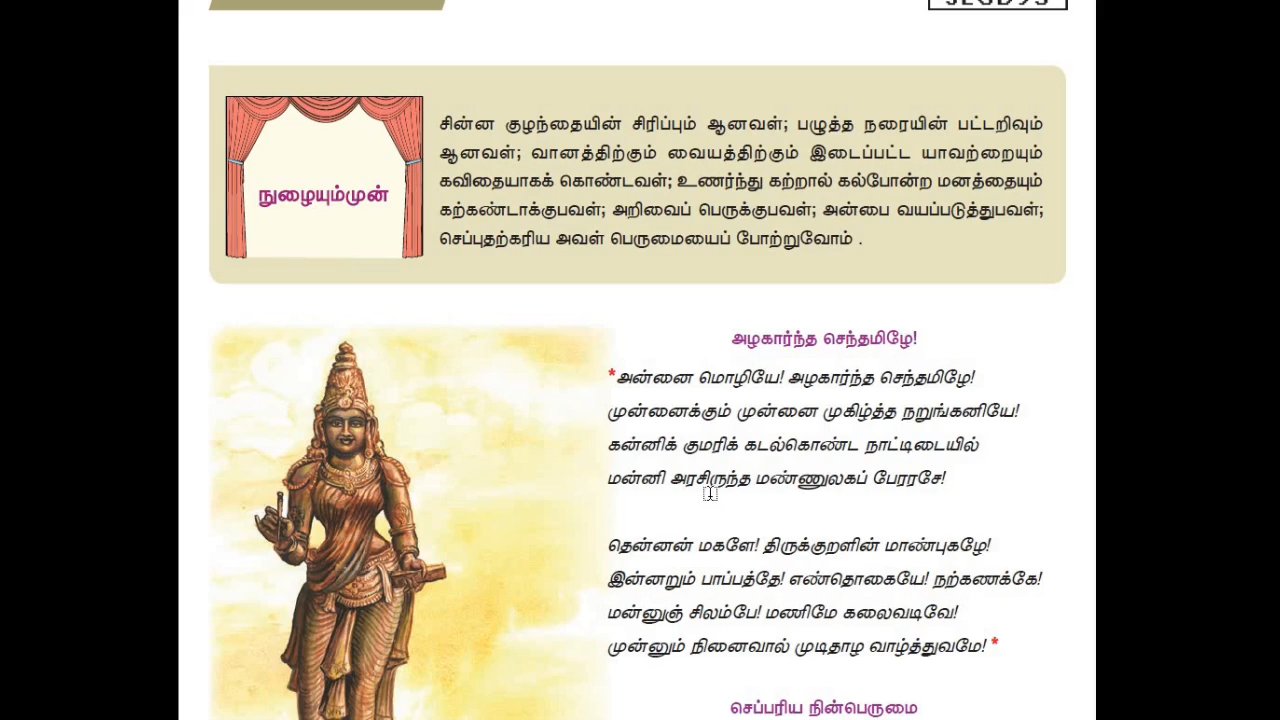 சின்ன குழந்தையின் சிரிப்பும் ஆனவள்; பழுத்த நரையின் பட்டறிவும்
ஆனவள்; வானத்திற்கும் வையத்திற்கும் இடைப்பட்ட யாவற்றையும்
கவிதையாகக் கொண்டவள்; உணர்ந்து கற்றால் கல்போன்ற மனத்தையும்
கற்கண்டாக்குபவள்; அறிவைப் பெருக்குபவள்; அன்பை வயப்படுத்துபவள்;
செப்புதற்கரிய அவள் பெருமையைப் போற்றுவோம் .
நுழையும்முன்
அழகார்ந்த செந்தமிழே!
*அன்னை மொழியே! அழகார்ந்த செந்தமிழே!
முன்னைக்கும் முன்னை முகிழ்த்த நறுங்கனியே!
கன்னிக் குமரிக் கடல்கொண்ட நாட்டிடையில்
மன்னி அரசிருந்த மண்ணுலகப் பேரரசே!
தென்னன் மகளே! திருக்குறளின் மாண்புகழே!
இன்னறும் பாப்பத்தே! எண்தொகையே! நற்கணக்கே!
மன்னுஞ் சிலம்பே! மணிமே கலைவடிவே!
முன்னும் நினைவால் முடிதாழ வாழ்த்துவமே! *
செப்பரிய நின்பெருமை